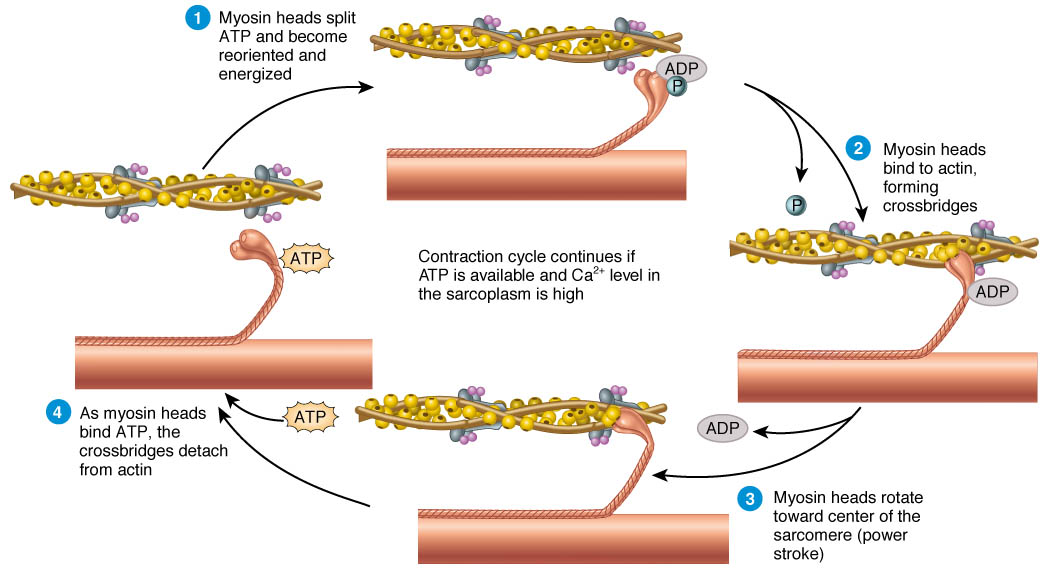 1 Myosin heads split
ATP and become
reoriented and
energized
ADP
P
2 Myosin heads
bind to actin,
forming
crossbridges
P
ADP
ATP
Contraction cycle continues if
ATP is available and Ca²⁺ level in
the sarcoplasm is high
ADP
3 Myosin heads rotate
toward center of the
sarcomere (power
stroke)
4 As myosin heads
bind ATP, the
crossbridges detach
from actin
ATP